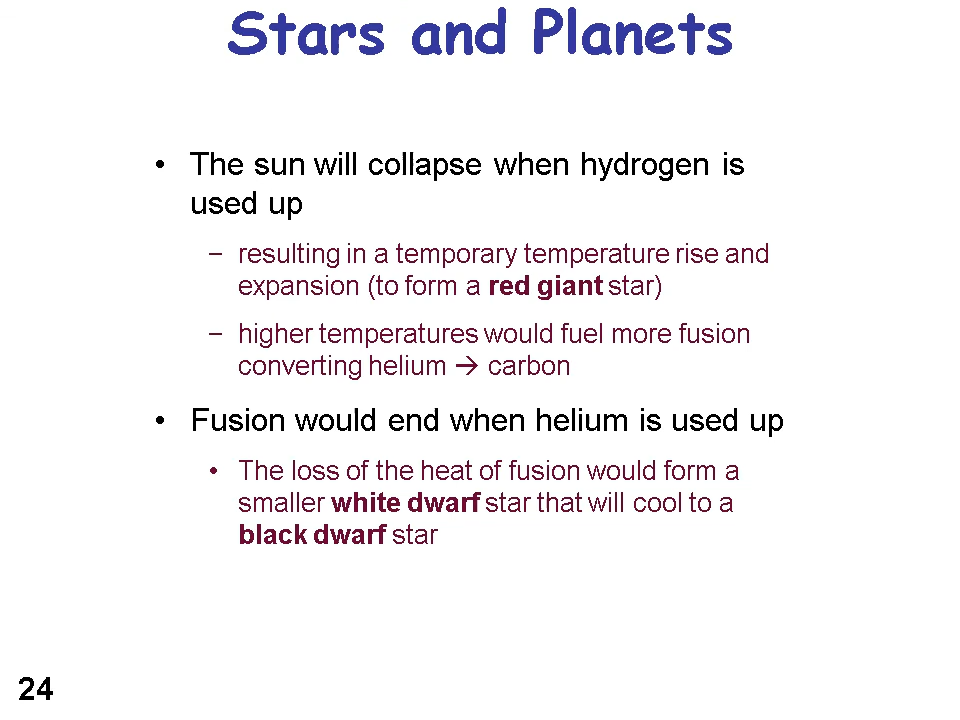 Stars and Planets
• The sun will collapse when hydrogen is
used up
– resulting in a temporary temperature rise and
expansion (to form a red giant star)
– higher temperatures would fuel more fusion
converting helium → carbon
• Fusion would end when helium is used up
• The loss of the heat of fusion would form a
smaller white dwarf star that will cool to a
black dwarf star
24